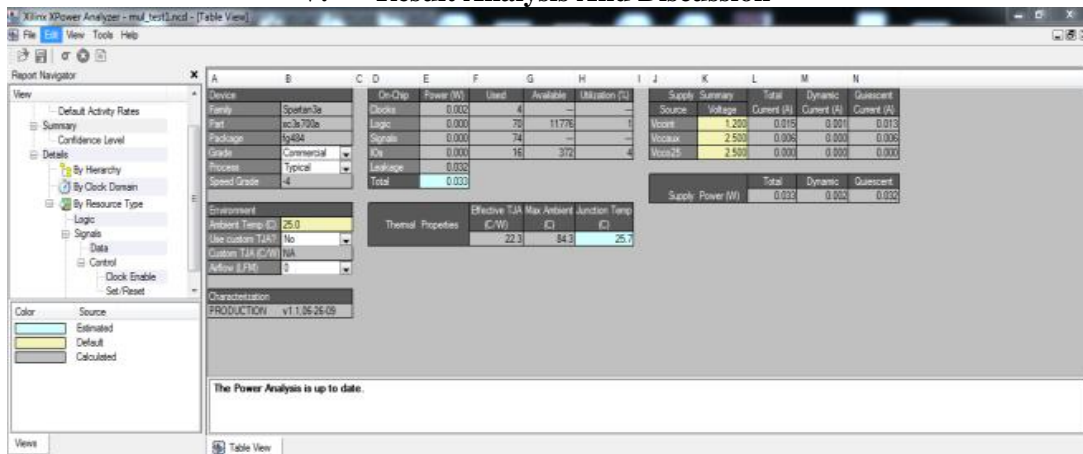 Result Analysis And Discussion
Xilinx XPower Analyzer - mul_test1.ncd - [Table View]
File Edit View Tools Help
Report Navigator
View
Default Activity Rates
Summary
Confidence Level
Details
By Hierarchy
By Clock Domain
By Resource Type
Logic
Signals
Data
Control
Clock Enable
Set/Reset
Color Source
Estimated
Default
Calculated
Views
A B C D E F G H I J K L M N
Device
Family Spartan3a
Part xc3s700a
Package fg484
Grade Commercial
Process Typical
Speed Grade -4
Environment
Ambient Temp (C) 25.0
Use custom TJA? No
Custom TJA (C/W) NA
Airflow (LFM) 0
Characterization
PRODUCTION v1.1,06-26-09
On-Chip Power (W) Used Available Utilization (%)
Clocks 0.002 4 --- ---
Logic 0.000 70 11776 1
Signals 0.000 74 --- ---
IOs 0.000 16 372 4
Leakage 0.032
Total 0.033
Thermal Properties Effective TJA (C/W) Max Ambient (C) Junction Temp (C)
22.3 84.3 25.7
Supply Summary Total Dynamic Quiescent
Source Voltage Current (A) Current (A) Current (A)
Vccint 1.200 0.015 0.001 0.013
Vccaux 2.500 0.006 0.000 0.006
Vcco25 2.500 0.000 0.000 0.000
Total Dynamic Quiescent
Supply Power (W) 0.033 0.002 0.032
The Power Analysis is up to date.
Table View